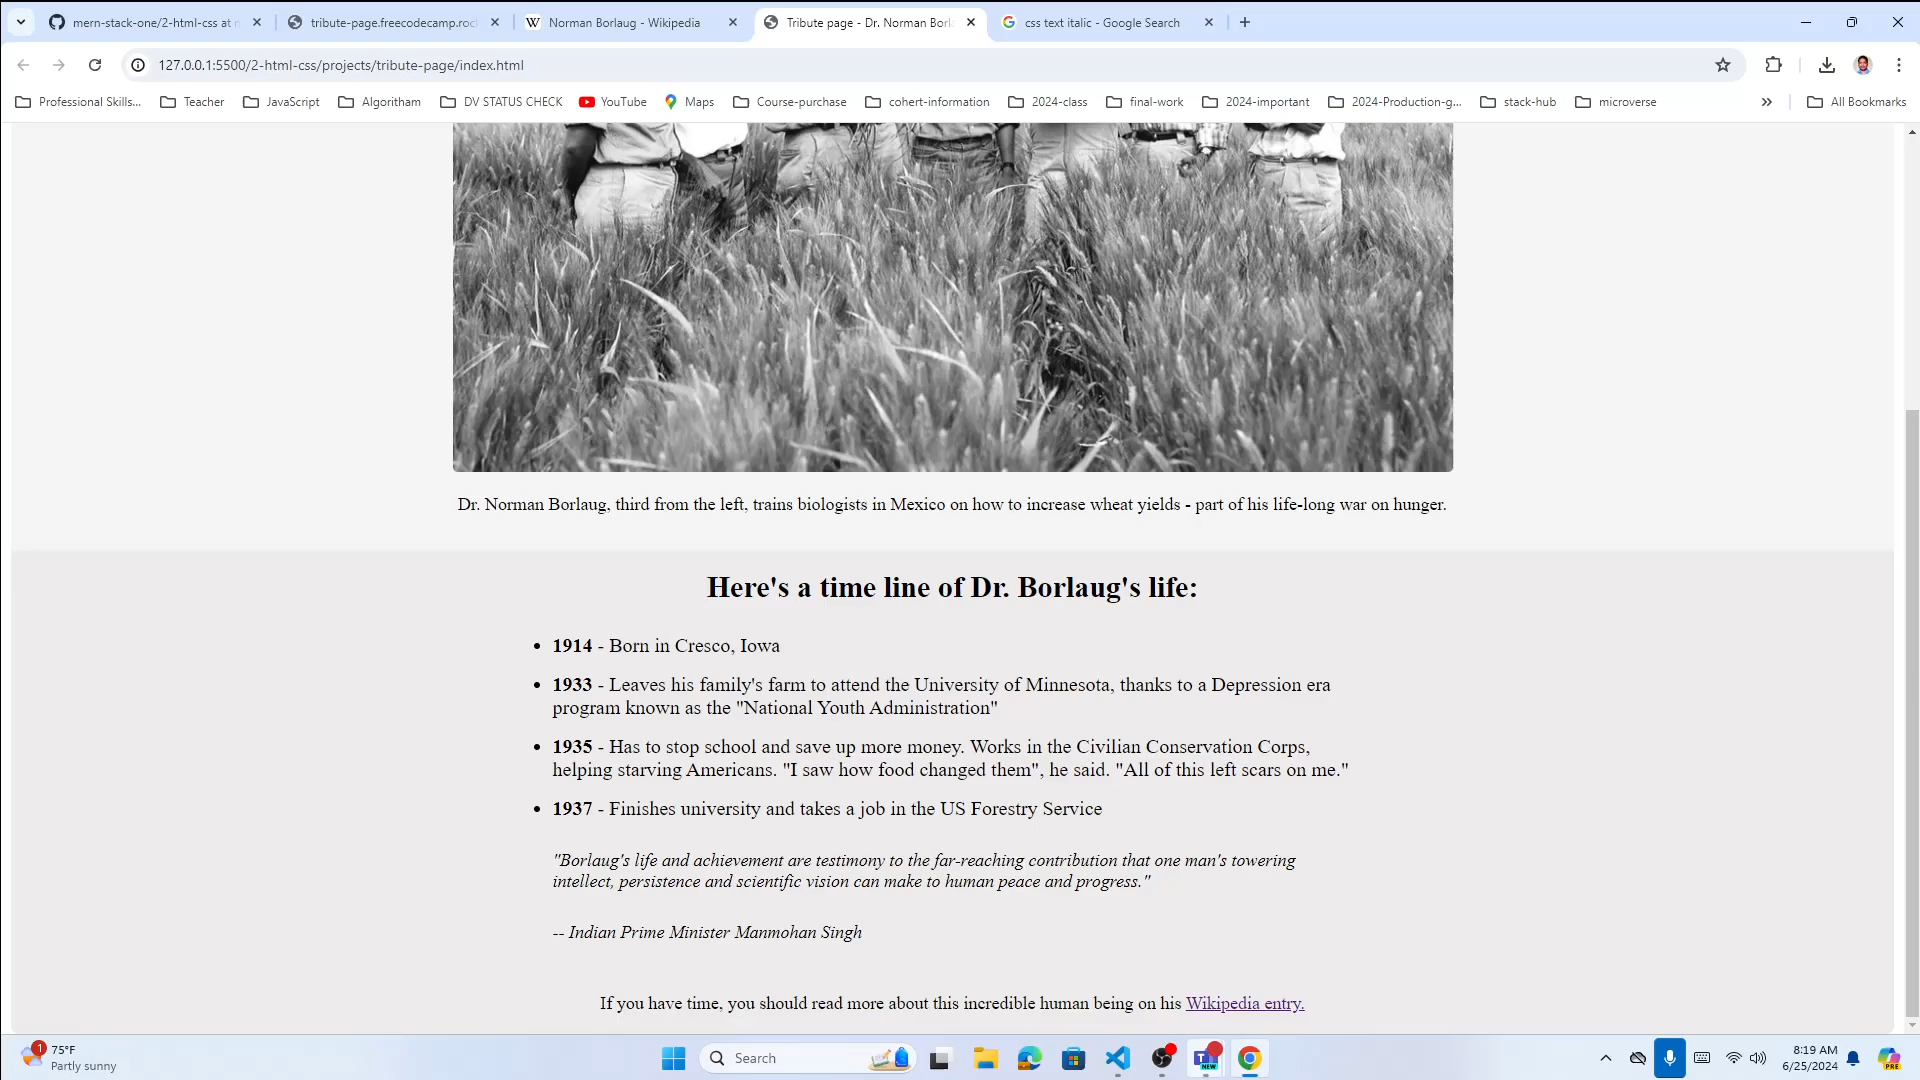 mern-stack-one/2-html-css at m
tribute-page.freecodecamp.roc
Norman Borlaug - Wikipedia
Tribute page - Dr. Norman Borl
css text italic - Google Search
127.0.0.1:5500/2-html-css/projects/tribute-page/index.html
Professional Skills...
Teacher
JavaScript
Algoritham
DV STATUS CHECK
YouTube
Maps
Course-purchase
cohert-information
2024-class
final-work
2024-important
2024-Production-g...
stack-hub
microverse
All Bookmarks
Dr. Norman Borlaug, third from the left, trains biologists in Mexico on how to increase wheat yields - part of his life-long war on hunger.
Here's a time line of Dr. Borlaug's life:
1914 - Born in Cresco, Iowa
1933 - Leaves his family's farm to attend the University of Minnesota, thanks to a Depression era
program known as the "National Youth Administration"
1935 - Has to stop school and save up more money. Works in the Civilian Conservation Corps,
helping starving Americans. "I saw how food changed them", he said. "All of this left scars on me."
1937 - Finishes university and takes a job in the US Forestry Service
"Borlaug's life and achievement are testimony to the far-reaching contribution that one man's towering
intellect, persistence and scientific vision can make to human peace and progress."
-- Indian Prime Minister Manmohan Singh
If you have time, you should read more about this incredible human being on his Wikipedia entry.
1
75°F
Partly sunny
Search
NEW
8:19 AM
6/25/2024
PRE